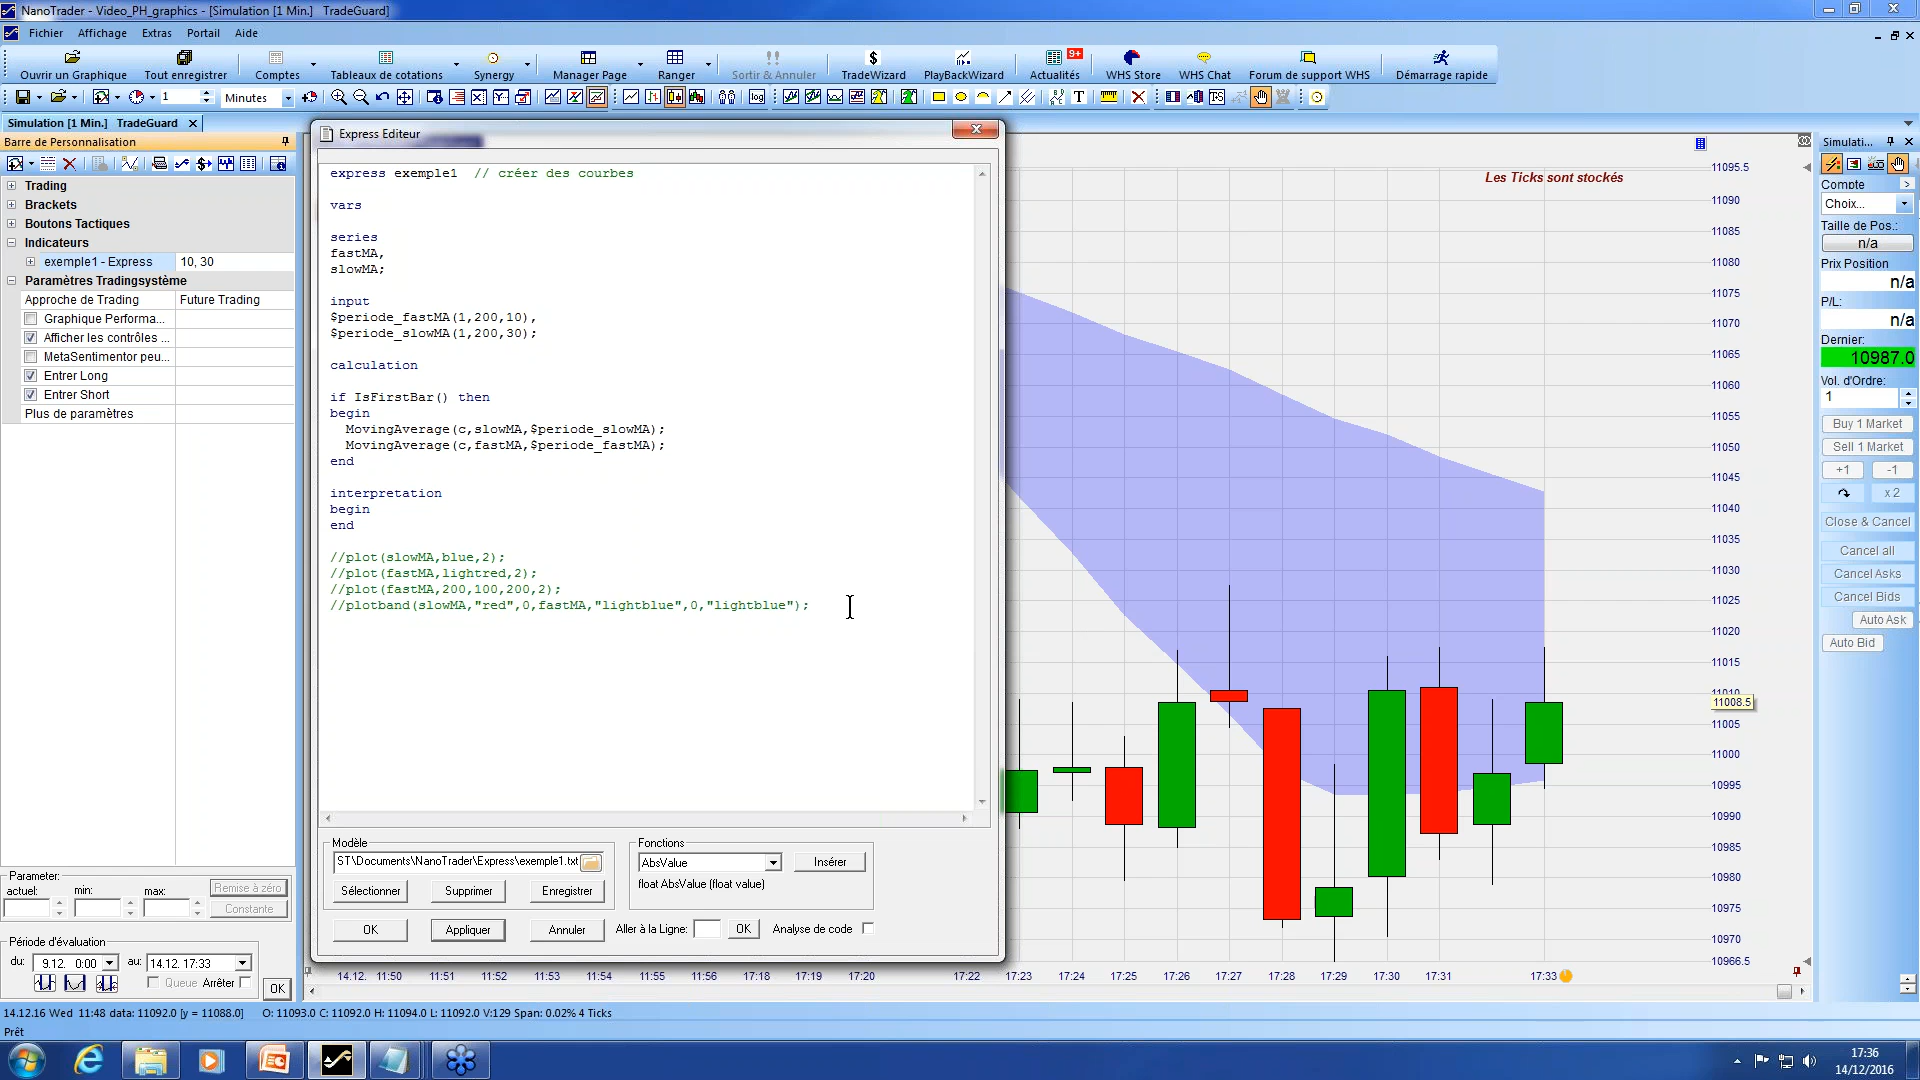 NanoTrader - Video_PH_graphics - [Simulation [1 Min.]   TradeGuard]
Fichier Affichage Extras Portail Aide
Ouvrir un Graphique Tout enregistrer Comptes Tableaux de cotations Synergy Manager Page Ranger Sortir & Annuler TradeWizard PlayBackWizard Actualités 9+ WHS Store WHS Chat Forum de support WHS Démarrage rapide
1 Minutes
Simulation [1 Min.]   TradeGuard
Barre de Personnalisation
Trading
Brackets
Boutons Tactiques
Indicateurs
exemple1 - Express 10, 30
Paramètres Tradingsystème
Approche de Trading Future Trading
Graphique Performa...
Afficher les contrôles ...
MetaSentimentor peu...
Entrer Long
Entrer Short
Plus de paramètres
Parameter:
actuel: min: max: Remise à zéro
Constante
Période d'évaluation
du: 9.12. 0:00 au: 14.12. 17:33
Queue Arrêter OK
Express Editeur
express exemple1  // créer des courbes
vars
series
fastMA,
slowMA;
input
$periode_fastMA(1,200,10),
$periode_slowMA(1,200,30);
calculation
if IsFirstBar() then
begin
MovingAverage(c,slowMA,$periode_slowMA);
MovingAverage(c,fastMA,$periode_fastMA);
end
interpretation
begin
end
//plot(slowMA,blue,2);
//plot(fastMA,lightred,2);
//plot(fastMA,200,100,200,2);
//plotband(slowMA,"red",0,fastMA,"lightblue",0,"lightblue");
Modèle
ST\Documents\NanoTrader\Express\exemple1.txt
Sélectionner Supprimer Enregistrer
Fonctions
AbsValue Insérer
float AbsValue (float value)
OK Appliquer Annuler Aller à la Ligne: OK Analyse de code
Les Ticks sont stockés
11095.5
11090
11085
11080
11075
11070
11065
11060
11055
11050
11045
11040
11035
11030
11025
11020
11015
11010
11008.5
11005
11000
10995
10990
10985
10980
10975
10970
10966.5
14.12. 11:50 11:52 11:53 11:54 11:55 11:56 17:18 17:19 17:20 17:22 17:23 17:24 17:25 17:26 17:27 17:28 17:29 17:30 17:31 17:33
Simulati...
Compte
Choix...
Taille de Pos.:
n/a
Prix Position
n/a
P/L:
n/a
Dernier:
10987.0
Vol. d'Ordre:
1
Buy 1 Market
Sell 1 Market
+1 -1
x 2
Close & Cancel
Cancel all
Cancel Asks
Cancel Bids
Auto Ask
Auto Bid
14.12.16 Wed  11:48 data: 11092.0 [y = 11088.0] O: 11093.0 C: 11092.0 H: 11094.0 L: 11092.0 V:129 Span: 0.02% 4 Ticks
Prêt
17:36
14/12/2016